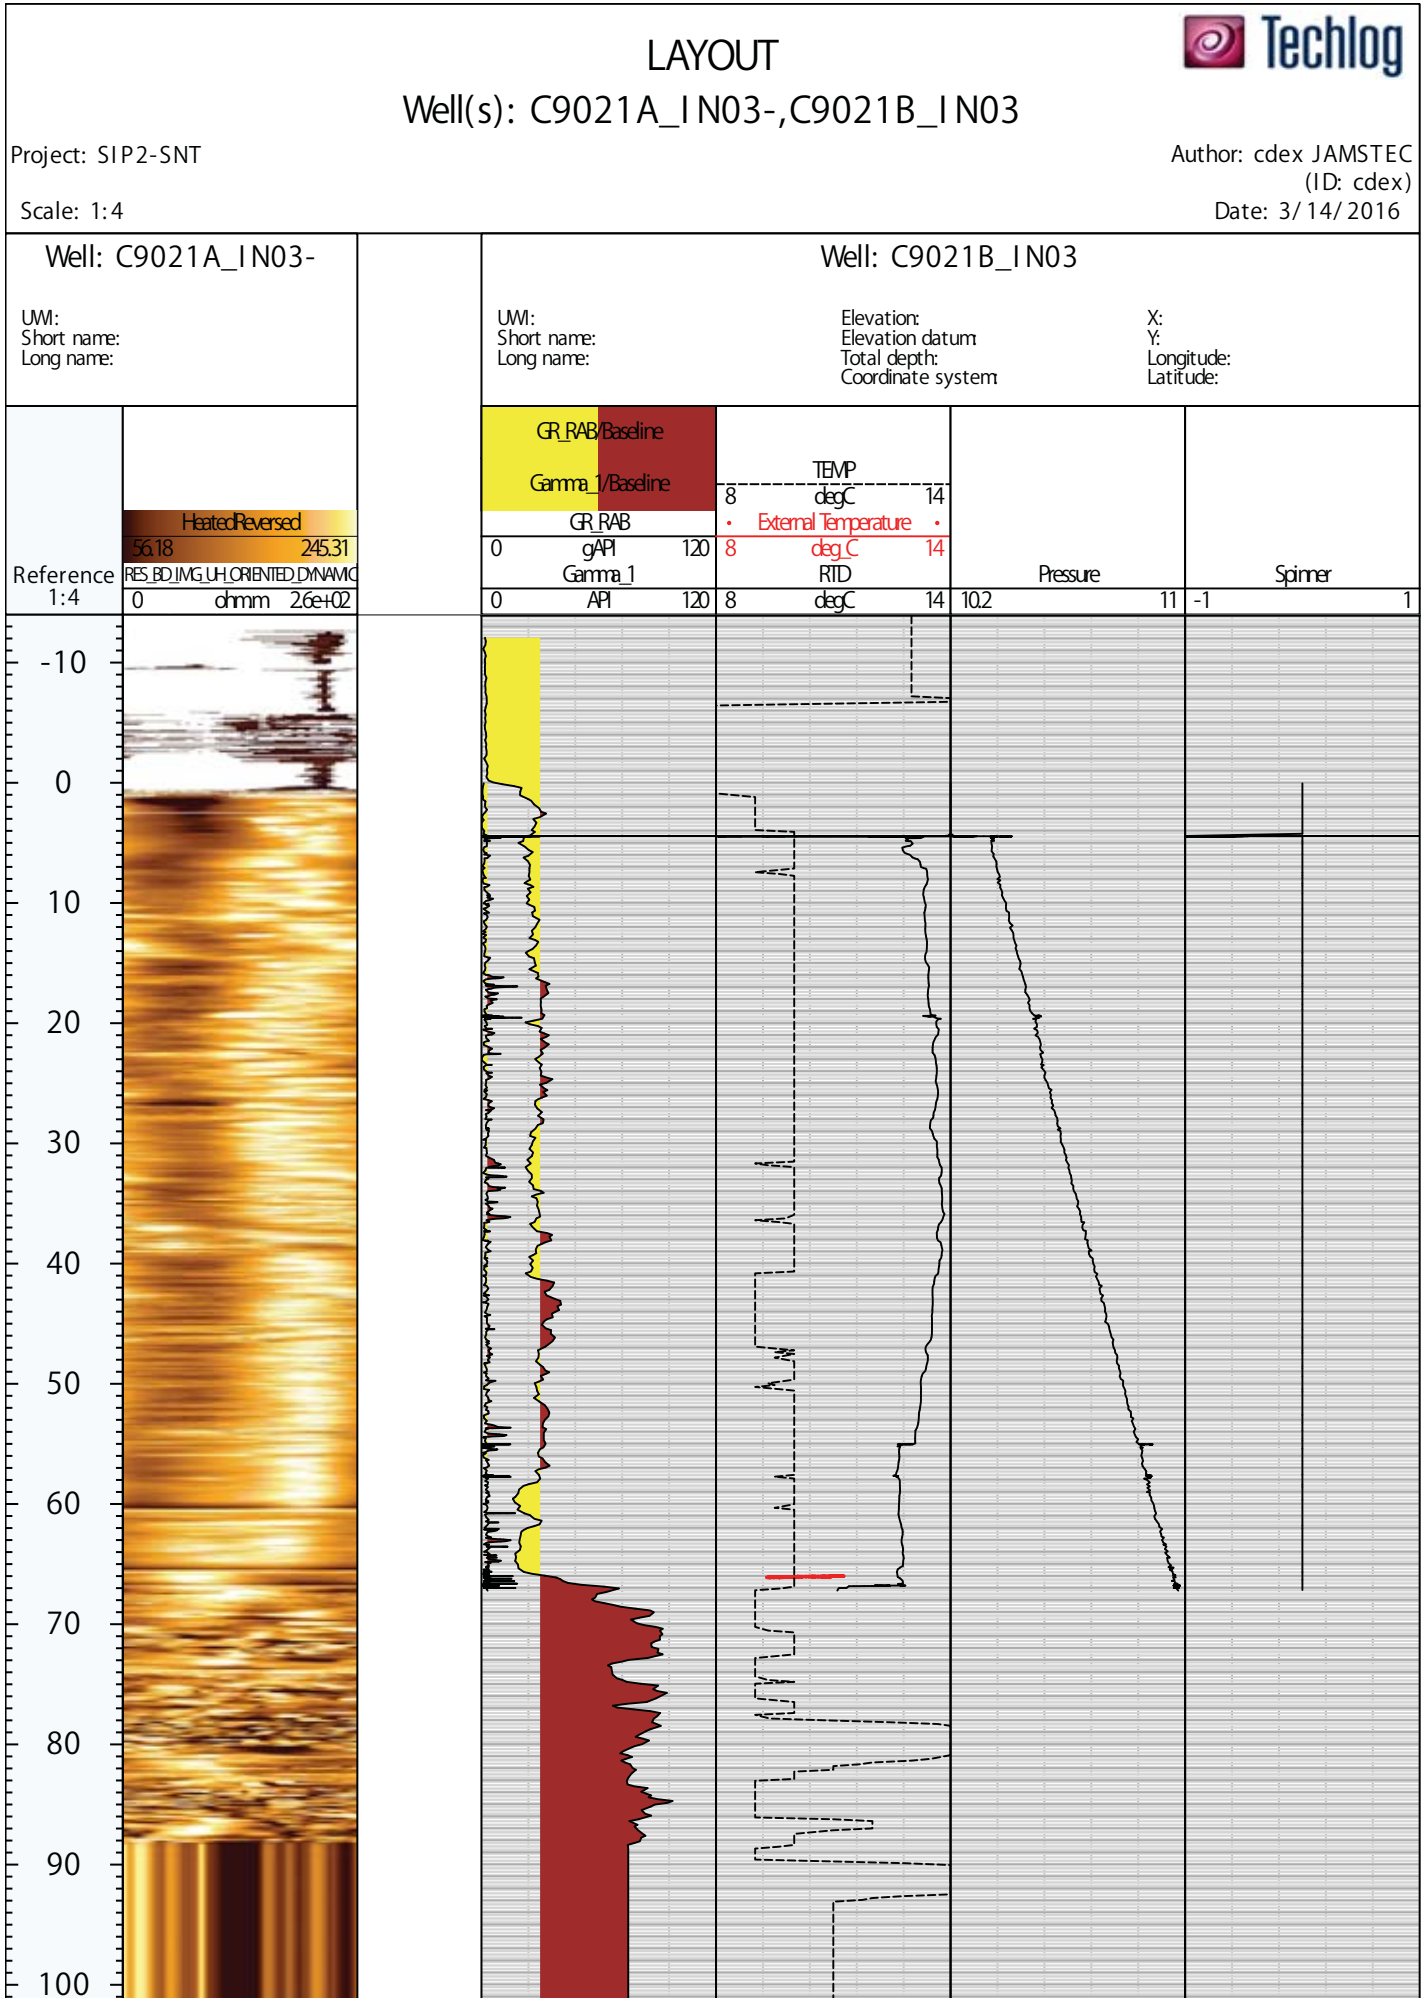 LAYOUT
Techlog
Well(s): C9021A_IN03-,C9021B_IN03
Project: SIP2-SNT
Author: cdex JAMSTEC
(ID: cdex)
Scale: 1:4
Date: 3/14/2016
Well: C9021A_IN03-
Well: C9021B_IN03
UWI:
Short name:
Long name:
UWI:
Short name:
Long name:
Elevation:
Elevation datum:
Total depth:
Coordinate system:
X:
Y:
Longitude:
Latitude:
Reference
1:4
HeatedReversed
56.18 245.31
RES_BD_IMG_UH_ORIENTED_DYNAMIC
0 ohmm 2.6e+02
GR_RAB/Baseline
Gamma_1/Baseline
GR_RAB
0 gAPI 120
Gamma_1
0 API 120
TEMP
8 degC 14
External Temperature
8 deg_C 14
RTD
8 degC 14
Pressure
10.2 11
Spinner
-1 1
-10
0
10
20
30
40
50
60
70
80
90
100